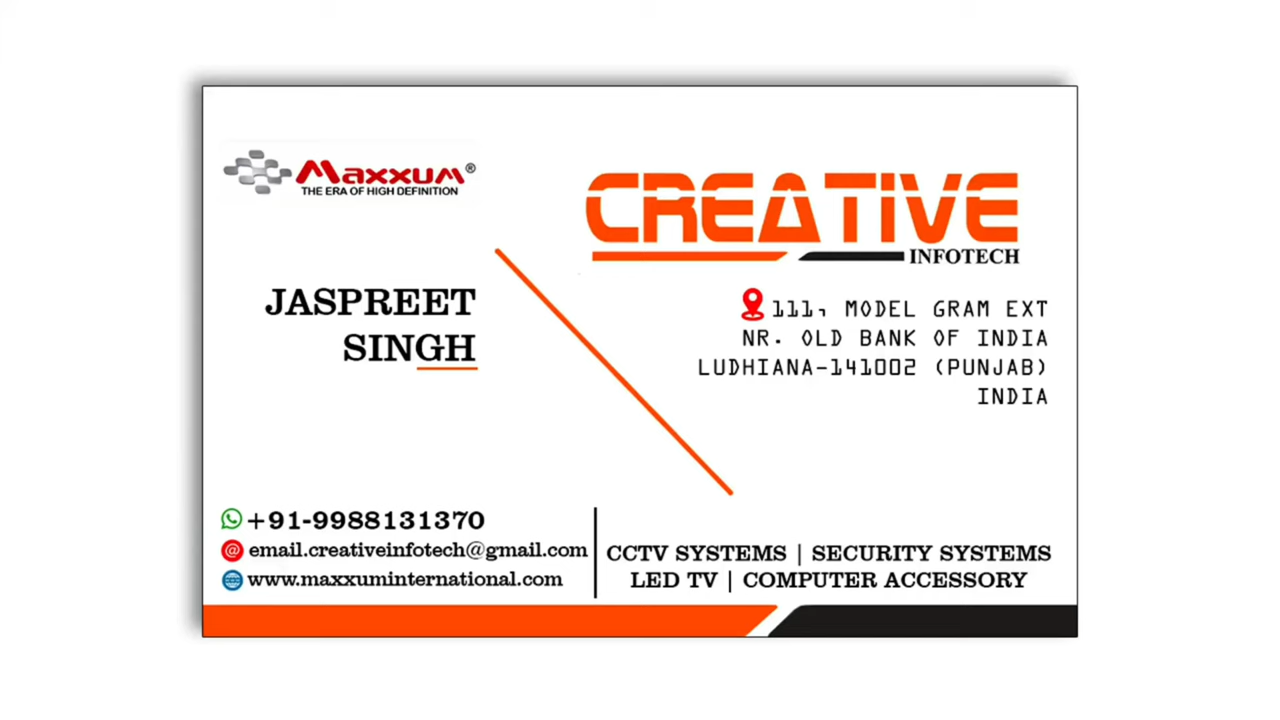 Maxxum®
THE ERA OF HIGH DEFINITION
CREATIVE
INFOTECH
JASPREET
SINGH
111, MODEL GRAM EXT
NR. OLD BANK OF INDIA
LUDHIANA-141002 (PUNJAB)
INDIA
+91-9988131370
@ email.creativeinfotech@gmail.com
www.maxxuminternational.com
CCTV SYSTEMS | SECURITY SYSTEMS
LED TV | COMPUTER ACCESSORY